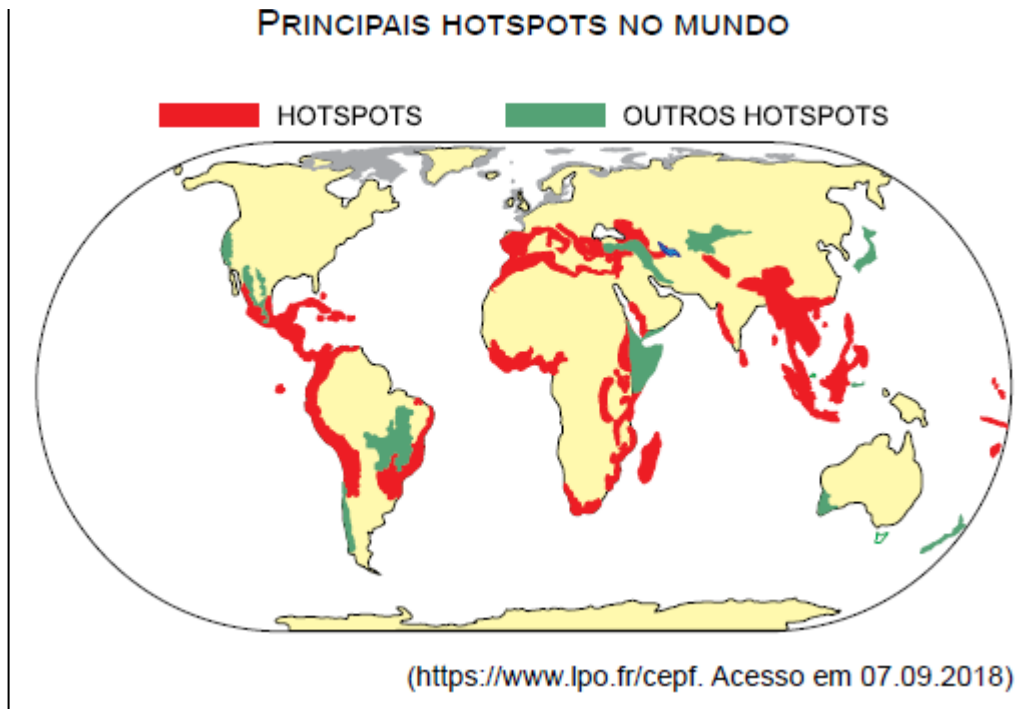 PRINCIPAIS HOTSPOTS NO MUNDO
HOTSPOTS
OUTROS HOTSPOTS
(https://www.lpo.fr/cepf. Acesso em 07.09.2018)